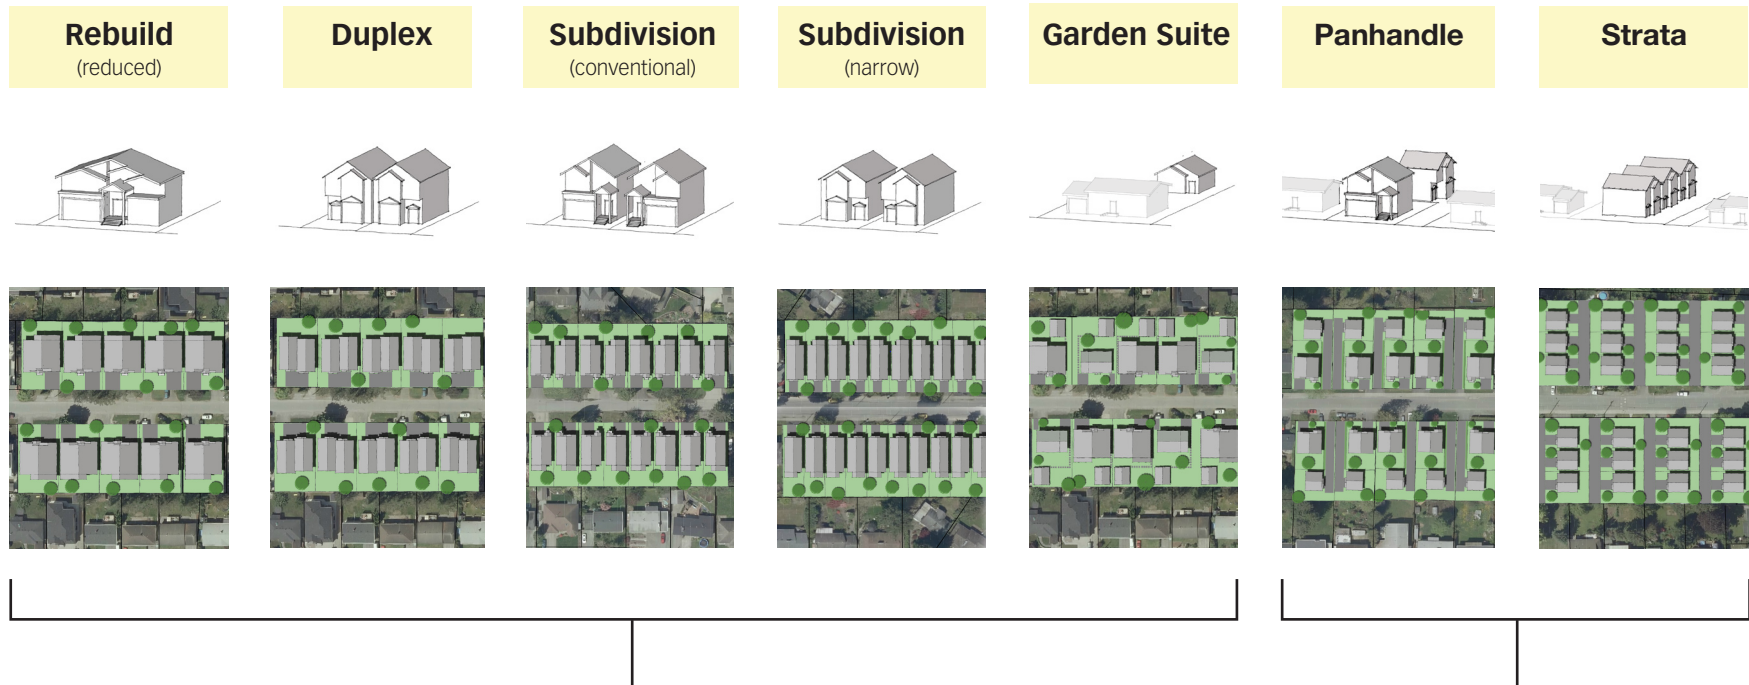 Rebuild
(reduced)
Duplex
Subdivision
(conventional)
Subdivision
(narrow)
Garden Suite
Panhandle
Strata